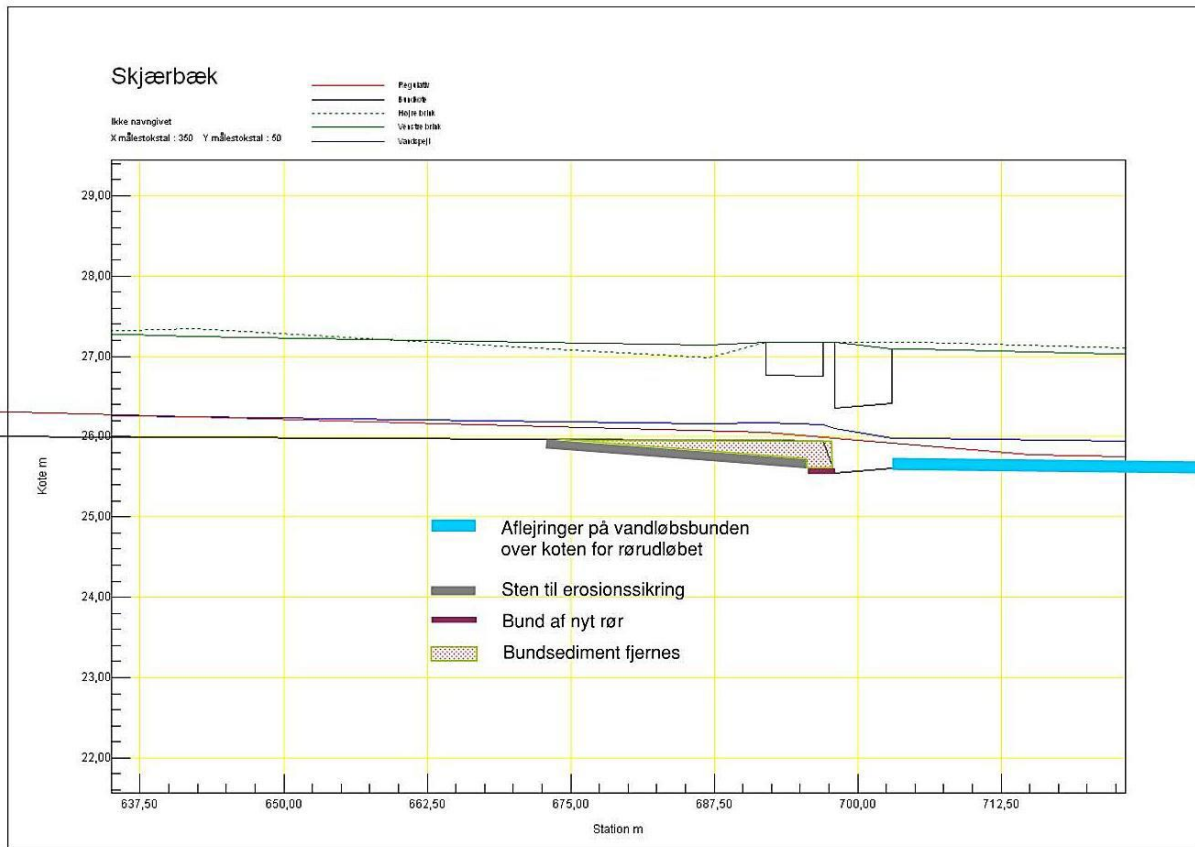 Skjærbæk
Ikke navngivet
X målestokstal : 350 Y målestokstal : 50
Regulativ
Bundkote
Højre brink
Venstre brink
Vandspejl
29,00
28,00
27,00
26,00
25,00
24,00
23,00
22,00
Kote m
Aflejringer på vandløbsbunden
over koten for rørudløbet
Sten til erosionssikring
Bund af nyt rør
Bundsediment fjernes
637,50
650,00
662,50
675,00
687,50
700,00
712,50
Station m